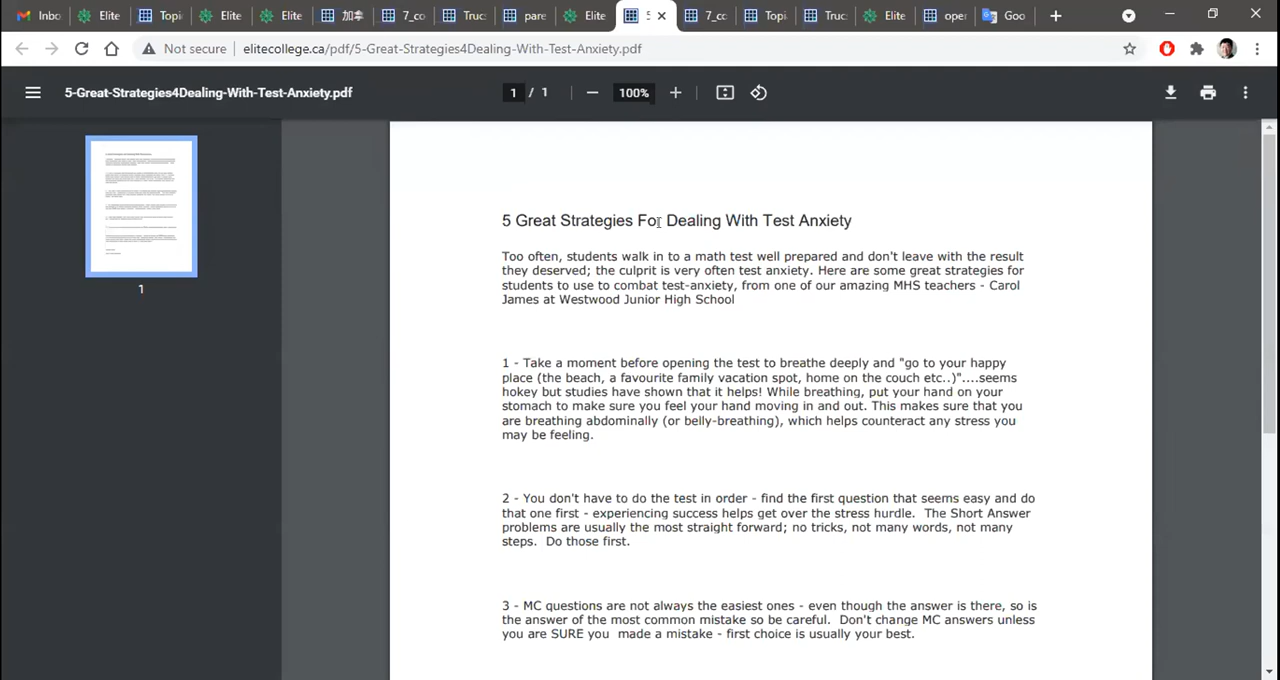 Inbo
Elite
Topi
Elite
Elite
加拿
7_co
Truc
pare
Elite
5
7_cc
Topi
Truc
Elite
oper
Goo
Not secure
elitecollege.ca/pdf/5-Great-Strategies4Dealing-With-Test-Anxiety.pdf
5-Great-Strategies4Dealing-With-Test-Anxiety.pdf
1 / 1
100%
1
5 Great Strategies For Dealing With Test Anxiety
Too often, students walk in to a math test well prepared and don't leave with the result
they deserved; the culprit is very often test anxiety. Here are some great strategies for
students to use to combat test-anxiety, from one of our amazing MHS teachers - Carol
James at Westwood Junior High School
1 - Take a moment before opening the test to breathe deeply and "go to your happy
place (the beach, a favourite family vacation spot, home on the couch etc..)"....seems
hokey but studies have shown that it helps! While breathing, put your hand on your
stomach to make sure you feel your hand moving in and out. This makes sure that you
are breathing abdominally (or belly-breathing), which helps counteract any stress you
may be feeling.
2 - You don't have to do the test in order - find the first question that seems easy and do
that one first - experiencing success helps get over the stress hurdle. The Short Answer
problems are usually the most straight forward; no tricks, not many words, not many
steps. Do those first.
3 - MC questions are not always the easiest ones - even though the answer is there, so is
the answer of the most common mistake so be careful. Don't change MC answers unless
you are SURE you made a mistake - first choice is usually your best.